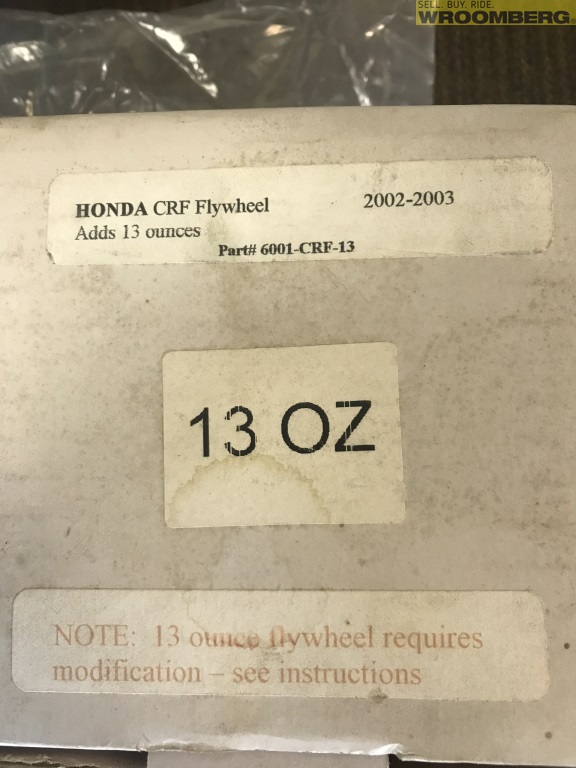 SELL. BUY. RIDE.
WROOMBERG
HONDA CRF Flywheel 2002-2003
Adds 13 ounces
Part# 6001-CRF-13
13 OZ
NOTE: 13 ounce flywheel requires
modification – see instructions